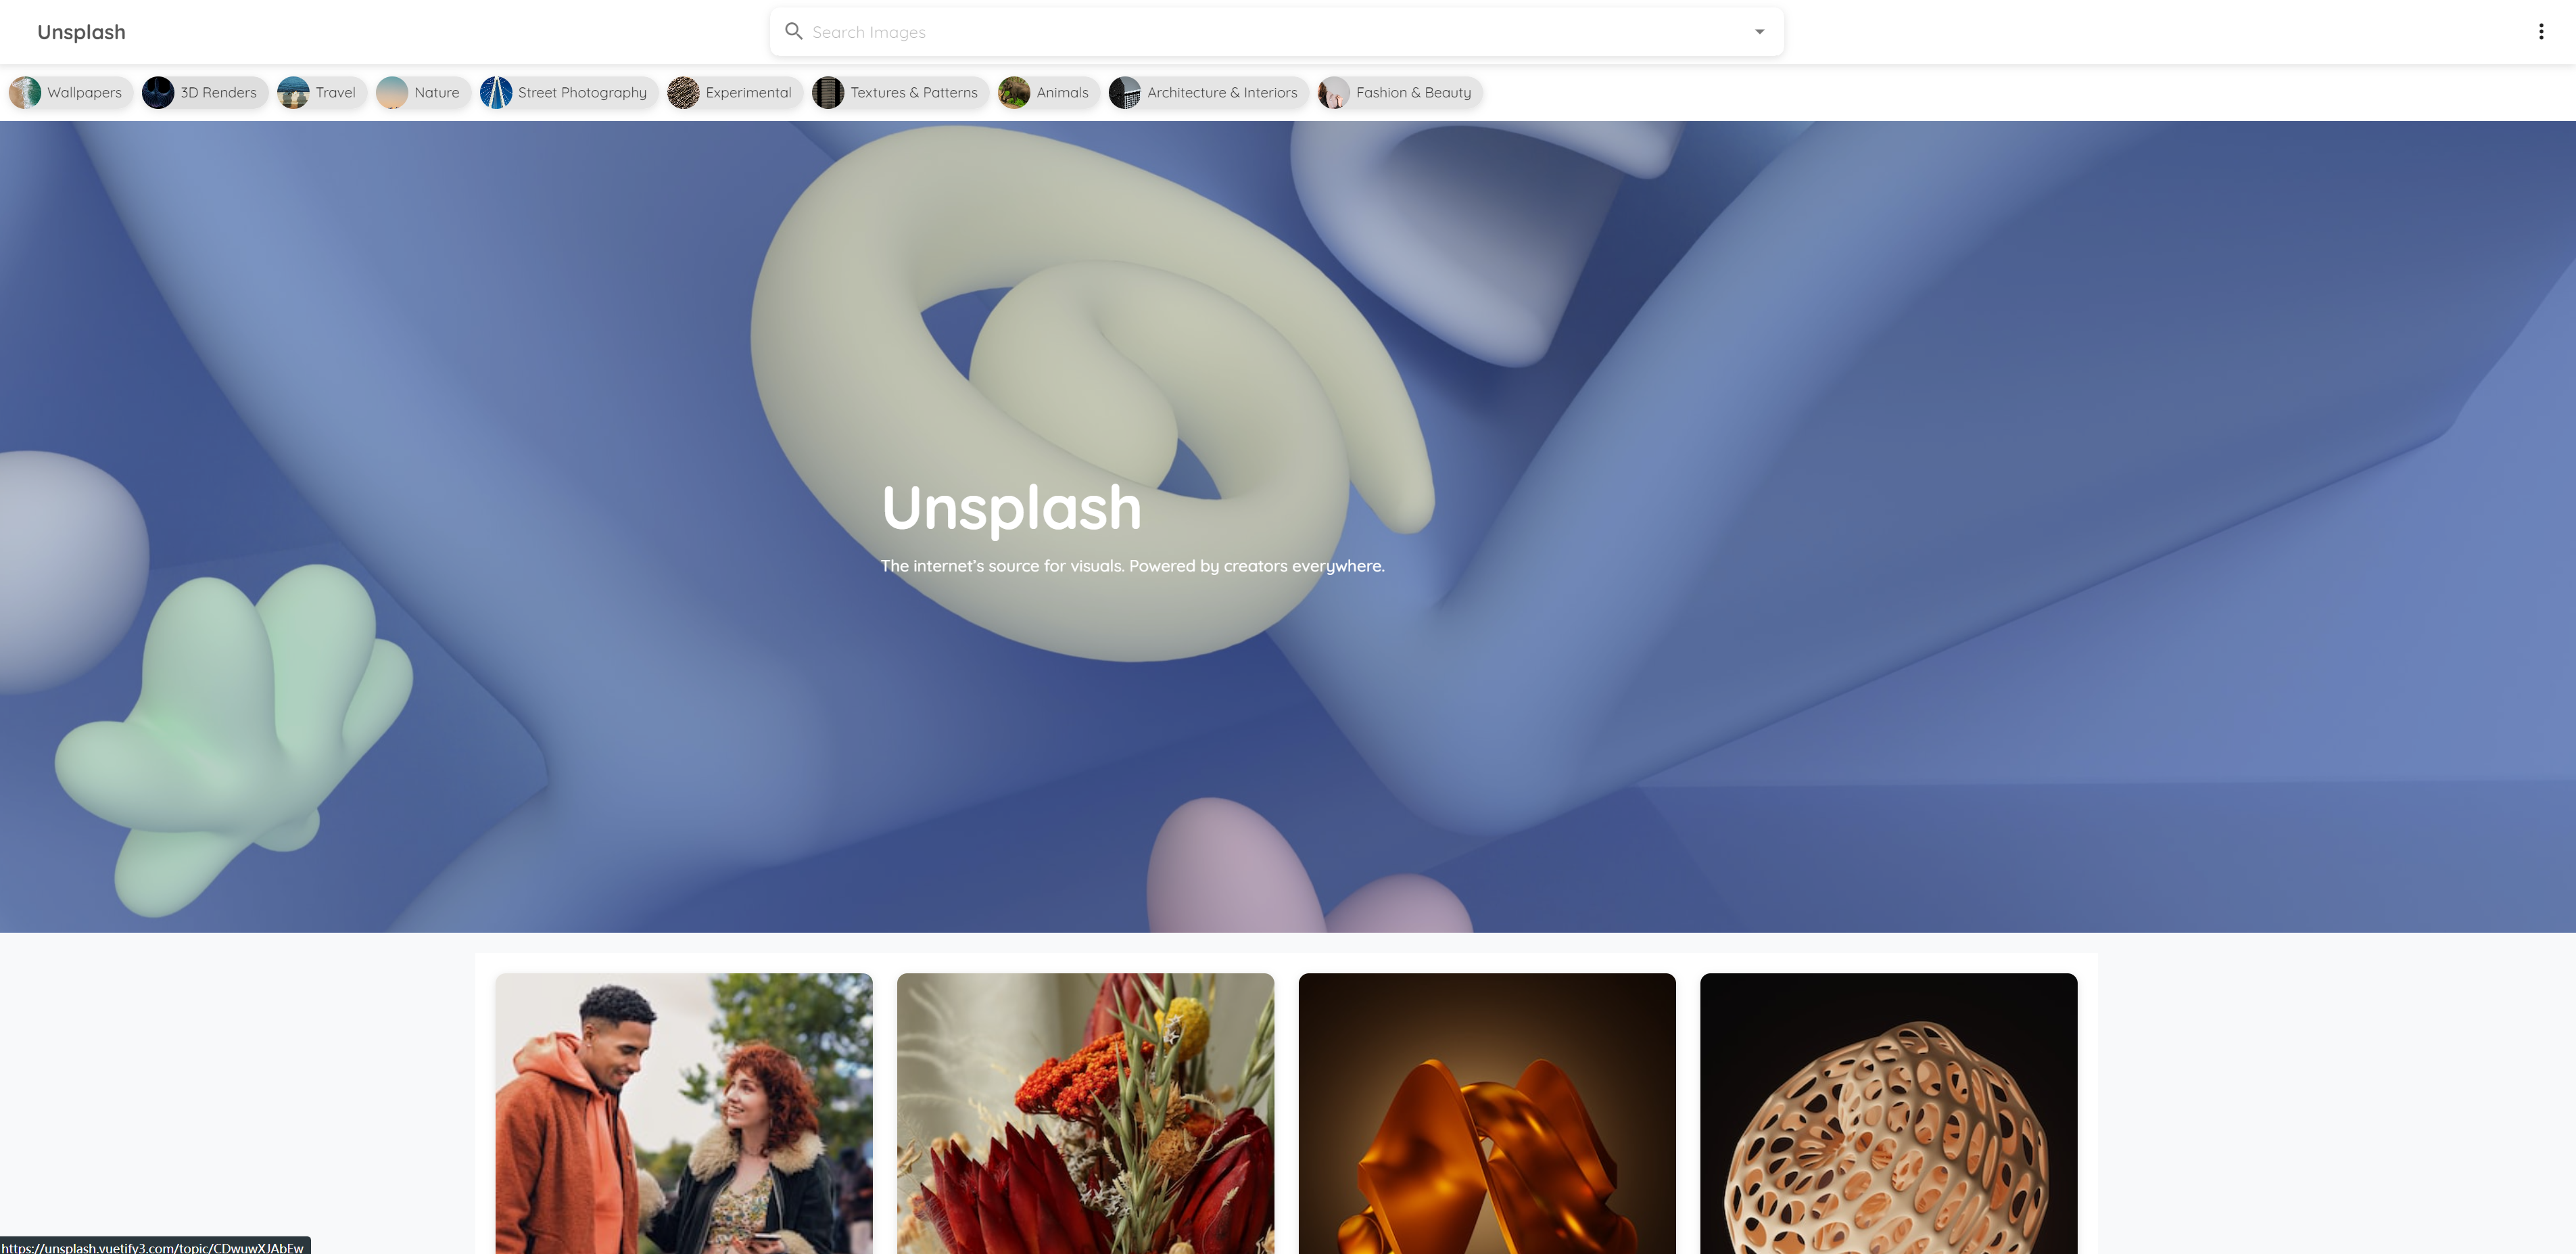 Unsplash
Search Images
Wallpapers
3D Renders
Travel
Nature
Street Photography
Experimental
Textures & Patterns
Animals
Architecture & Interiors
Fashion & Beauty
Unsplash
The internet’s source for visuals. Powered by creators everywhere.
https://unsplash.vuetify3.com/topic/CDwuwXJAbEw